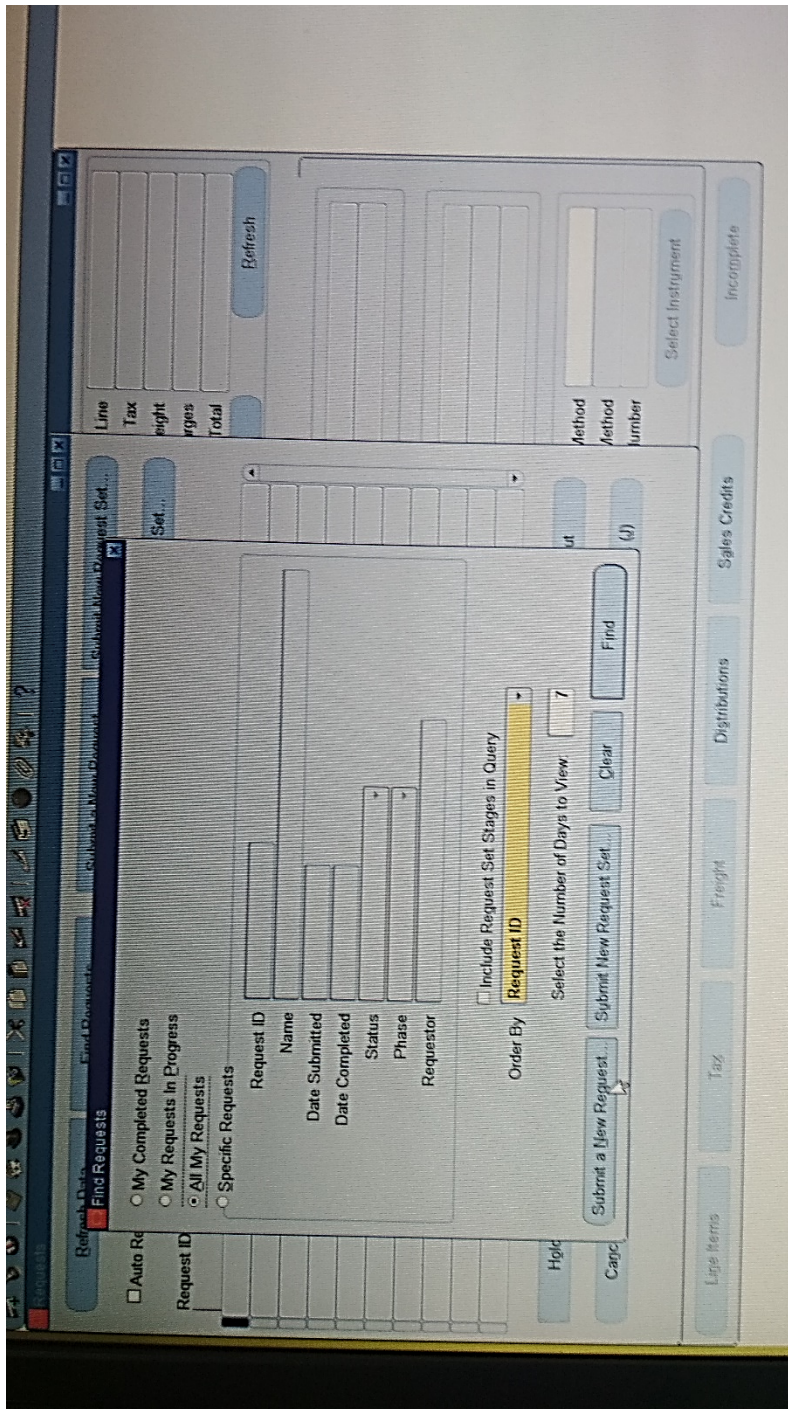 ?
Requests
Refresh Data
Find Requests
Submit a New Request...
Submit New Request Set...
Auto Re
Set...
Request ID
Find Requests
My Completed Requests
My Requests In Progress
All My Requests
Specific Requests
Request ID
Name
Date Submitted
Date Completed
Status
Phase
Requestor
Include Request Set Stages in Query
Order By Request ID
Select the Number of Days to View: 7
Submit a New Request... Submit New Request Set... Clear Find
Hold
ut
Canc
(J)
Line
Tax
eight
rges
Total
Refresh
Method
Method
lumber
Select Instrument
Line Items Tax Freight Distributions Sales Credits Incomplete